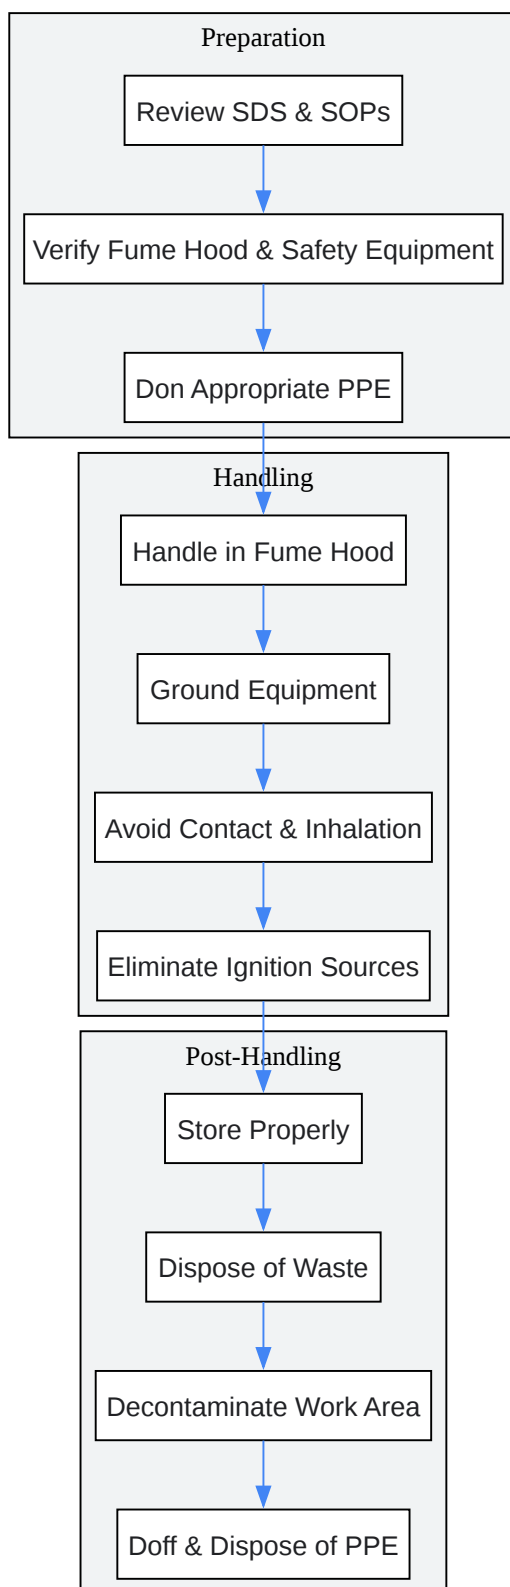 Preparation
Review SDS & SOPs
Verify Fume Hood & Safety Equipment
Don Appropriate PPE
Handling
Handle in Fume Hood
Ground Equipment
Avoid Contact & Inhalation
Eliminate Ignition Sources
Post-Handling
Store Properly
Dispose of Waste
Decontaminate Work Area
Doff & Dispose of PPE